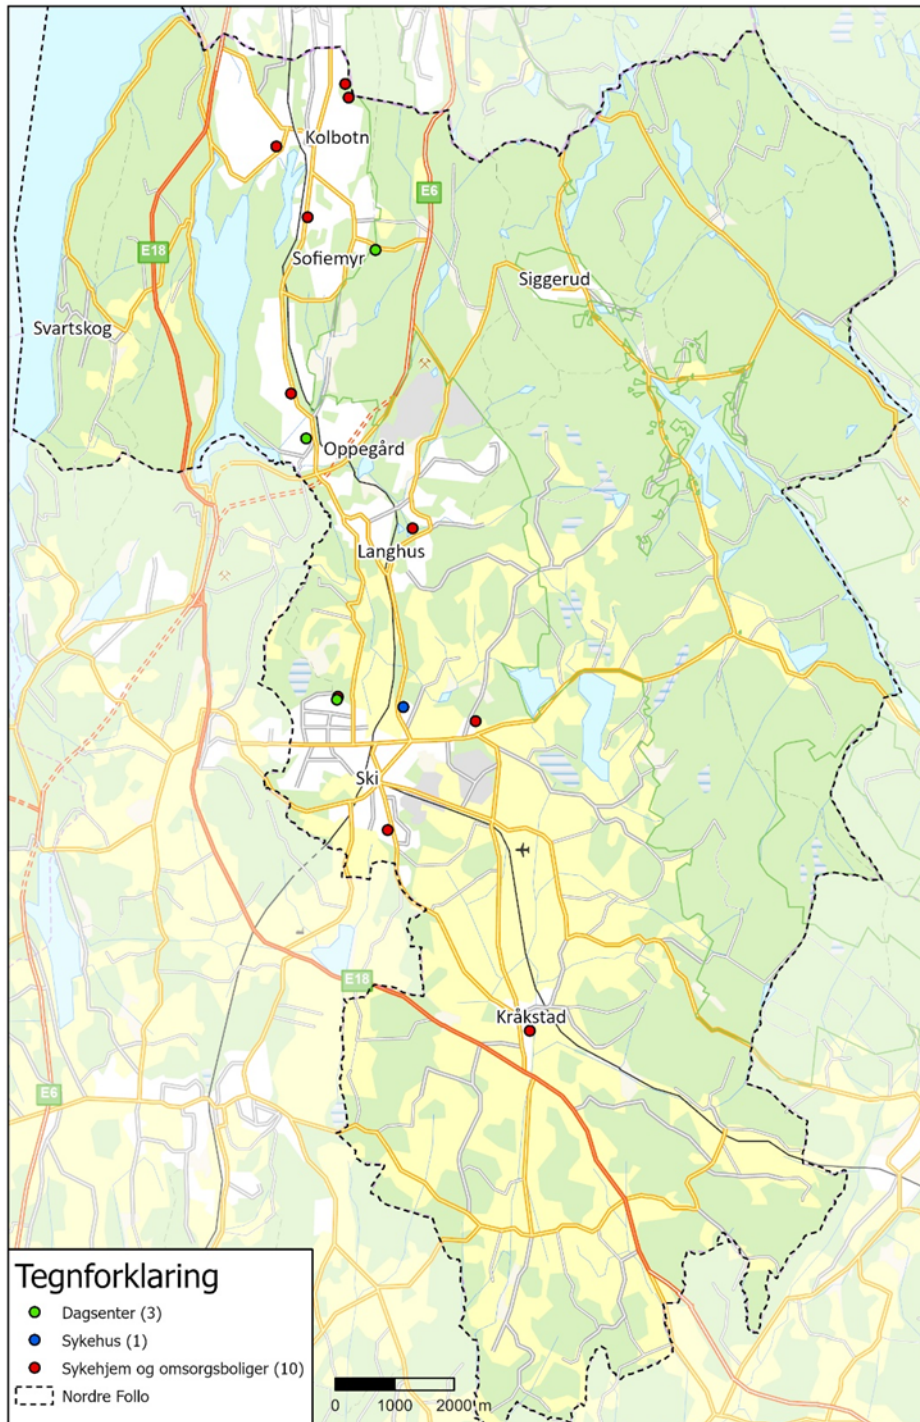 Kolbotn
E6
E18
Sofiemyr
Siggerud
Svartskog
Oppegård
Langhus
Ski
E18
Kråkstad
E6
Tegnforklaring
Dagsenter (3)
Sykehus (1)
Sykehjem og omsorgsboliger (10)
Nordre Follo
0 1000 2000 m